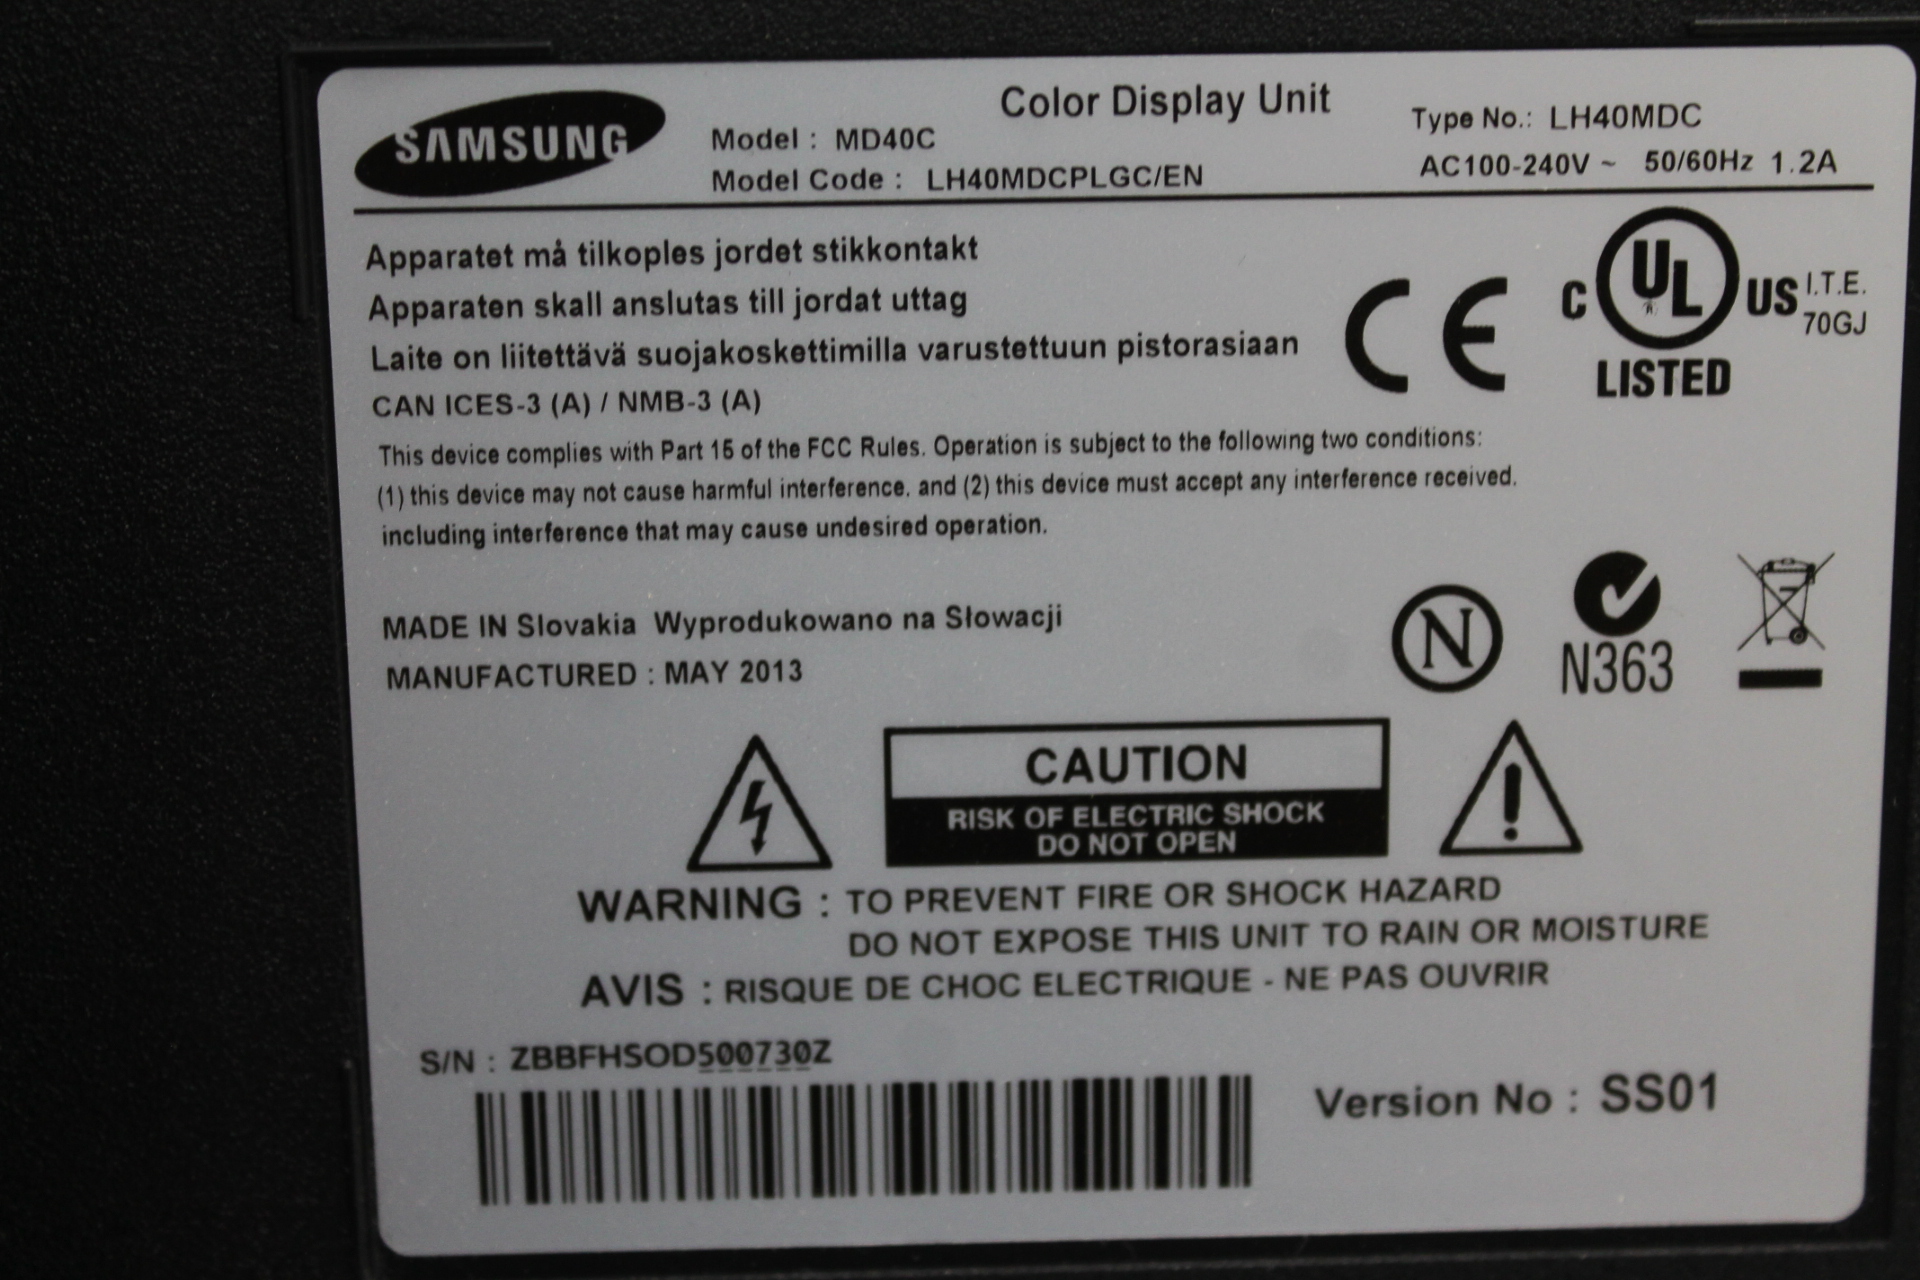 SAMSUNG
Color Display Unit
Model : MD40C
Model Code : LH40MDCPLGC/EN
Type No.: LH40MDC
AC100-240V ~ 50/60Hz 1.2A
Apparatet må tilkoples jordet stikkontakt
Apparaten skall anslutas till jordat uttag
Laite on liitettävä suojakoskettimilla varustettuun pistorasiaan
CAN ICES-3 (A) / NMB-3 (A)
CE
C UL US I.T.E.
70GJ
LISTED
This device complies with Part 15 of the FCC Rules. Operation is subject to the following two conditions:
(1) this device may not cause harmful interference, and (2) this device must accept any interference received,
including interference that may cause undesired operation.
MADE IN Slovakia Wyprodukowano na Słowacji
MANUFACTURED : MAY 2013
N
N363
CAUTION
RISK OF ELECTRIC SHOCK
DO NOT OPEN
WARNING : TO PREVENT FIRE OR SHOCK HAZARD
DO NOT EXPOSE THIS UNIT TO RAIN OR MOISTURE
AVIS : RISQUE DE CHOC ELECTRIQUE - NE PAS OUVRIR
S/N : ZBBFHSOD500730Z
Version No : SS01